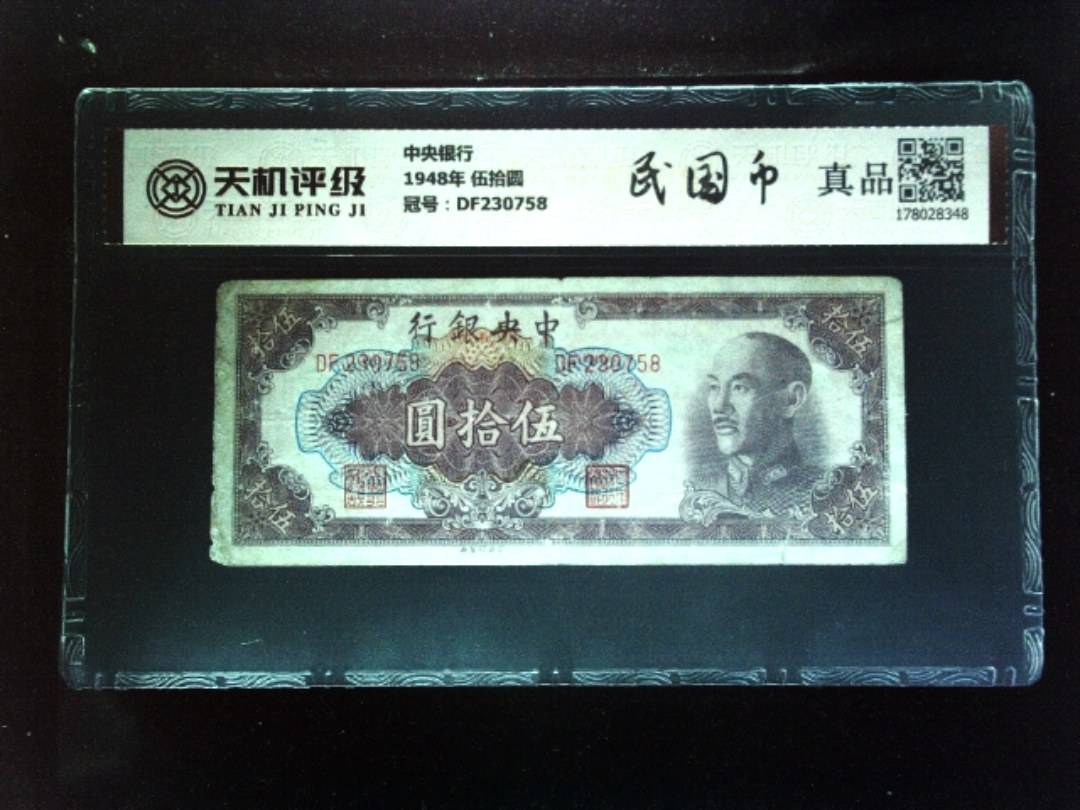 天机评级
TIAN JI PING JI
中央银行
1948年 伍拾圆
冠号：DF230758
民国币
真品
178028348
行銀央中
DF230758 DF230758
圓拾伍
拾伍
拾伍
拾伍
拾伍